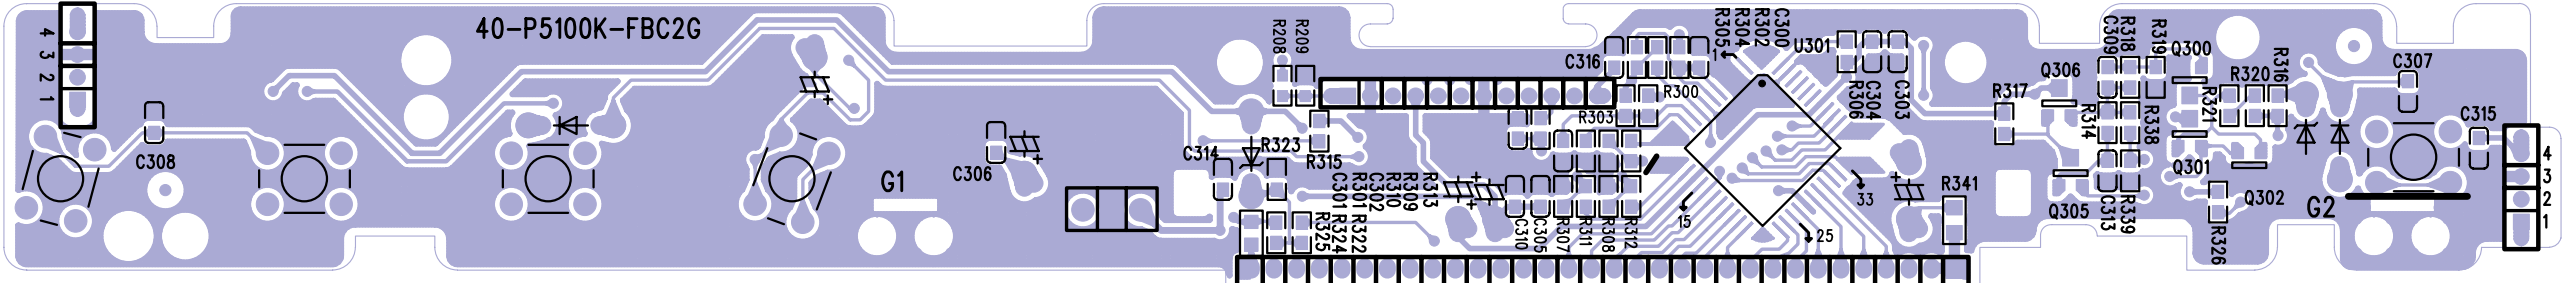 40-P5100K-FBC2G
4
3
2
1
C308
G1
C306
R208
R209
C314
R323
R315
C316
R305
R304
R302
C300
1
U301
R300
R303
R306
C304
C303
C301
R301
C302
R310
R309
R313
R325
R324
R322
C310
C305
R307
R311
R308
R312
15
25
33
R341
R317
Q306
R314
C309
R318
R319
Q300
R338
R321
R320
R316
Q301
Q305
C313
R339
Q302
R326
C307
C315
G2
4
3
2
1